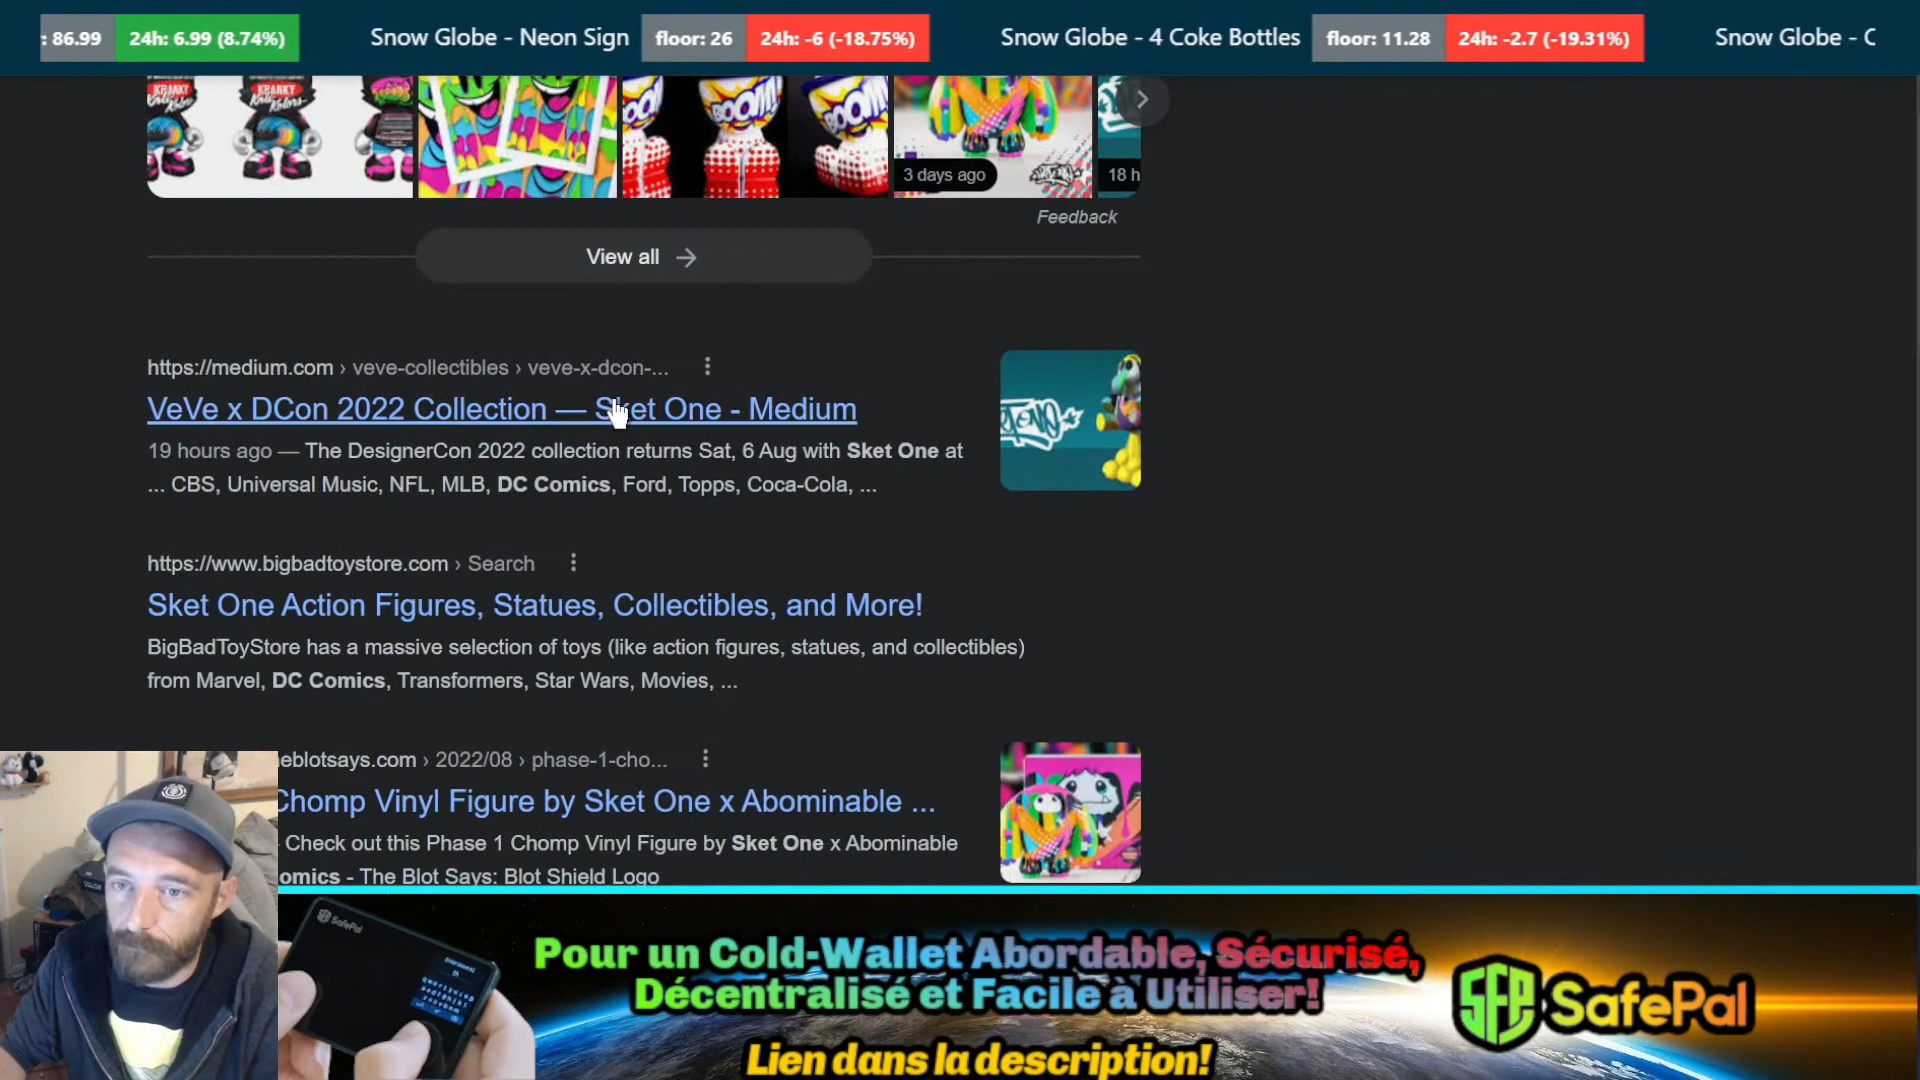 : 86.99 24h: 6.99 (8.74%) Snow Globe - Neon Sign floor: 26 24h: -6 (-18.75%) Snow Globe - 4 Coke Bottles floor: 11.28 24h: -2.7 (-19.31%) Snow Globe - C
KRANKY KRANKY
BOOM! BOOM! BOOM!
3 days ago 18 h
Feedback
View all →
https://medium.com › veve-collectibles › veve-x-dcon-...
VeVe x DCon 2022 Collection — Sket One - Medium
19 hours ago — The DesignerCon 2022 collection returns Sat, 6 Aug with Sket One at
... CBS, Universal Music, NFL, MLB, DC Comics, Ford, Topps, Coca-Cola, ...
https://www.bigbadtoystore.com › Search
Sket One Action Figures, Statues, Collectibles, and More!
BigBadToyStore has a massive selection of toys (like action figures, statues, and collectibles)
from Marvel, DC Comics, Transformers, Star Wars, Movies, ...
eblotsays.com › 2022/08 › phase-1-cho...
Chomp Vinyl Figure by Sket One x Abominable ...
Check out this Phase 1 Chomp Vinyl Figure by Sket One x Abominable
omics - The Blot Says: Blot Shield Logo
SafePal
Pour un Cold-Wallet Abordable, Sécurisé,
Décentralisé et Facile à Utiliser!
Lien dans la description!
SFP SafePal